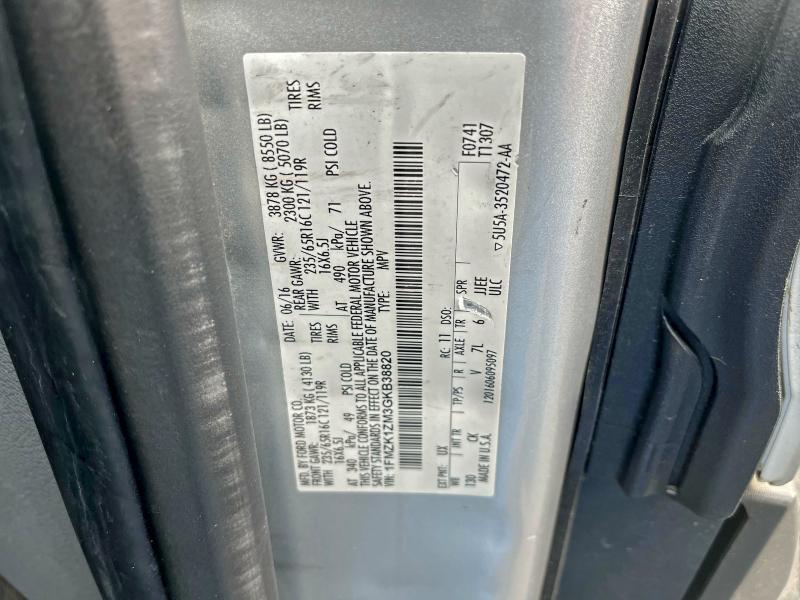 MFD. BY FORD MOTOR CO.
DATE: 06/16 GVWR: 3878 KG ( 8550 LB)
FRONT GAWR: 1873 KG ( 4130 LB) REAR GAWR: 2300 KG ( 5070 LB)
WITH 235/65R16C 121/119R TIRES WITH 235/65R16C 121/119R TIRES
16X6.5J RIMS 16X6.5J RIMS
AT 340 kPa/ 49 PSI COLD AT 490 kPa/ 71 PSI COLD
THIS VEHICLE CONFORMS TO ALL APPLICABLE FEDERAL MOTOR VEHICLE
SAFETY STANDARDS IN EFFECT ON THE DATE OF MANUFACTURE SHOWN ABOVE.
VIN: 1FMZK1ZM3GKB38820 TYPE: MPV
F0741
T1307
EXT PNT: UX RC: 11 DSO:
WB INT TR TP/PS R AXLE TR SPR
130 CK V 7L 6 JJEE
MADE IN U.S.A. ULC
1201606095097
▽5U5A-3520472-AA